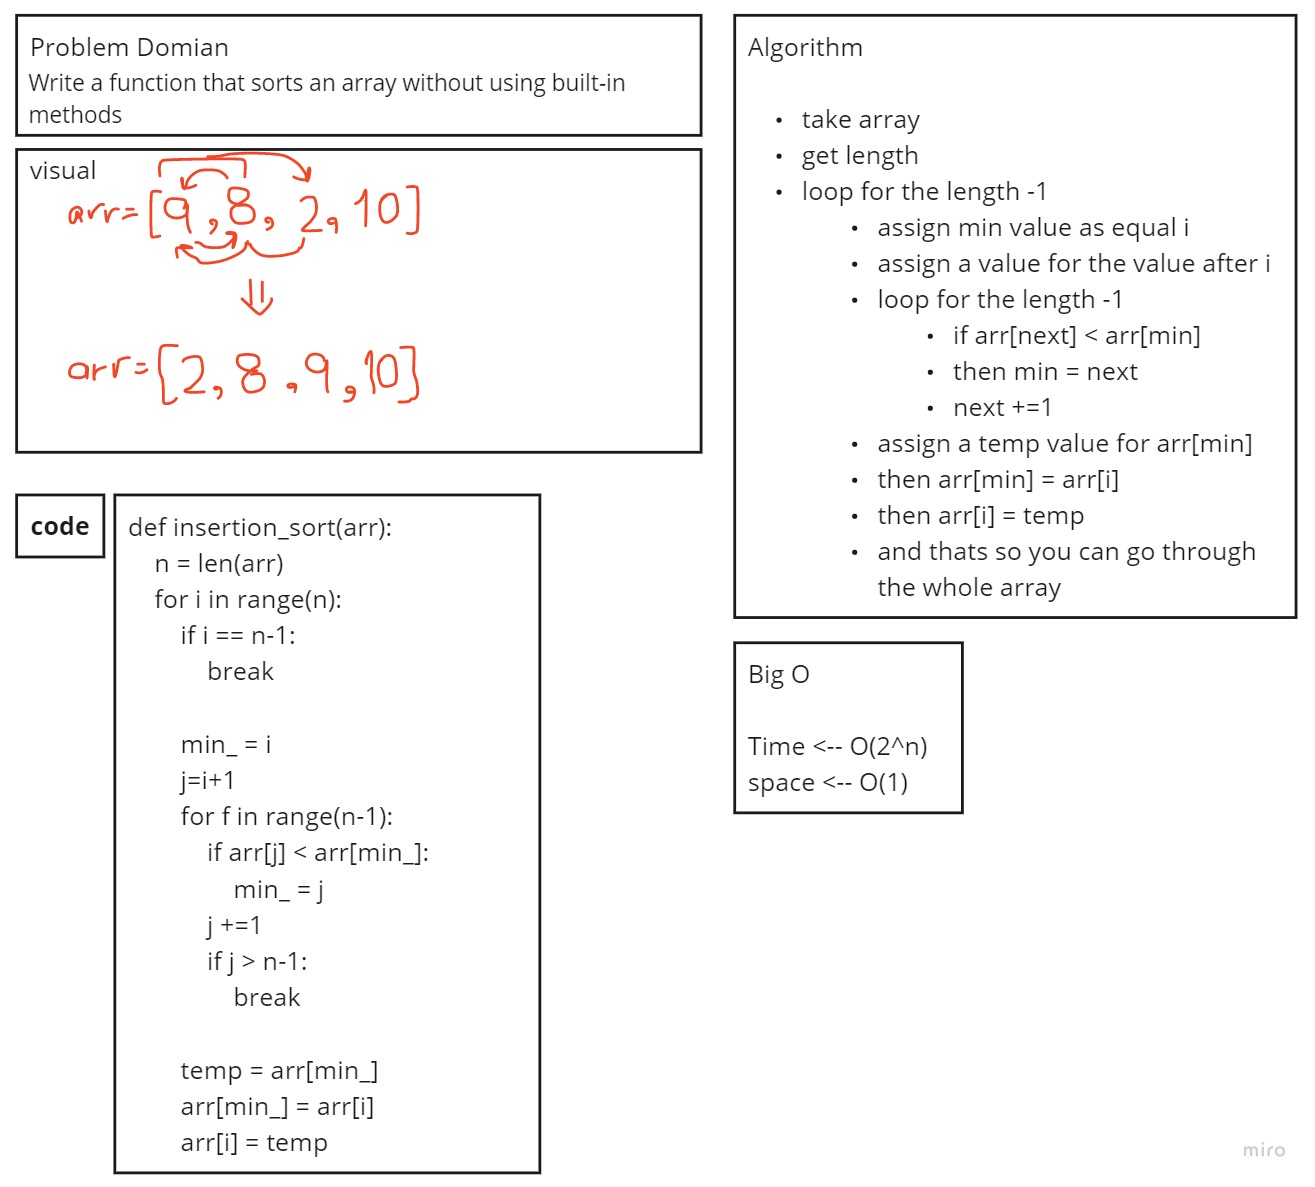 Problem Domian
Write a function that sorts an array without using built-in
methods
visual
arr=[9,8,2,10]
arr=[2,8,9,10]
code
def insertion_sort(arr):
n = len(arr)
for i in range(n):
if i == n-1:
break
min_ = i
j=i+1
for f in range(n-1):
if arr[j] < arr[min_]:
min_ = j
j +=1
if j > n-1:
break
temp = arr[min_]
arr[min_] = arr[i]
arr[i] = temp
Algorithm
• take array
• get length
• loop for the length -1
• assign min value as equal i
• assign a value for the value after i
• loop for the length -1
• if arr[next] < arr[min]
• then min = next
• next +=1
• assign a temp value for arr[min]
• then arr[min] = arr[i]
• then arr[i] = temp
• and thats so you can go through
the whole array
Big O
Time <-- O(2^n)
space <-- O(1)
miro